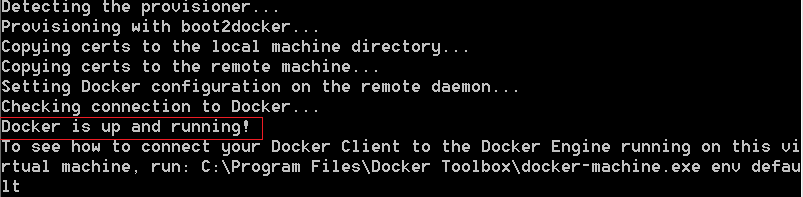 Detecting the provisioner...
Provisioning with boot2docker...
Copying certs to the local machine directory...
Copying certs to the remote machine...
Setting Docker configuration on the remote daemon...
Checking connection to Docker...
Docker is up and running!
To see how to connect your Docker Client to the Docker Engine running on this vi
rtual machine, run: C:\Program Files\Docker Toolbox\docker-machine.exe env defau
lt